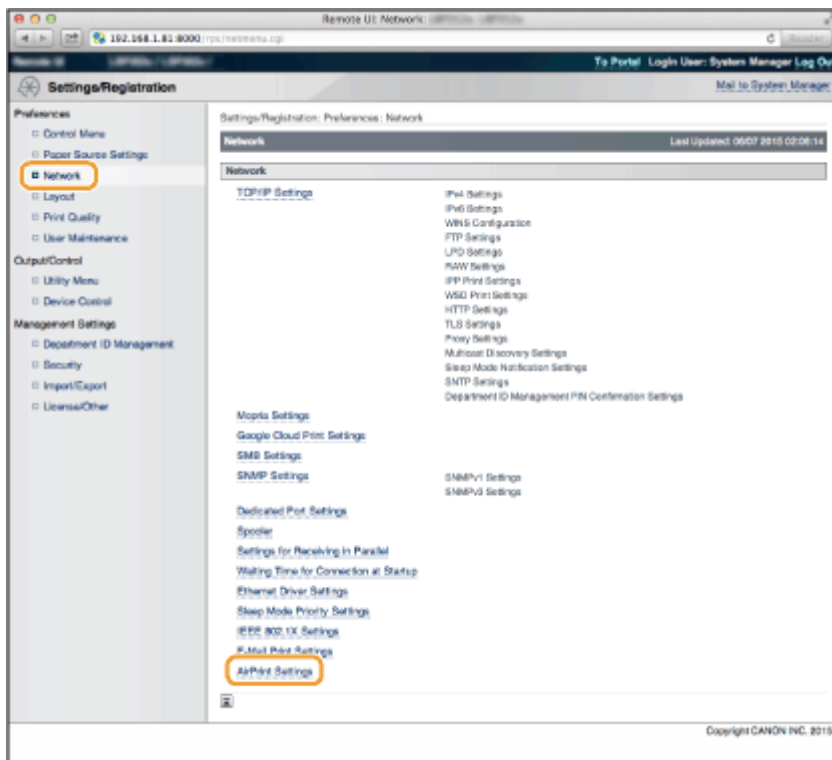 Remote UI: Network:
192.168.1.81:8000/rps/netmenu.cgi
Reader
To Portal Login User: System Manager Log Ou
Settings/Registration
Mail to System Manager
Preferences
Control Menu
Paper Source Settings
Network
Layout
Print Quality
User Maintenance
Output/Control
Utility Menu
Device Control
Management Settings
Department ID Management
Security
Import/Export
License/Other
Settings/Registration: Preferences: Network
Network
Last Updated: 06/07 2015 02:06:14
Network
TCP/IP Settings
IPv4 Settings
IPv6 Settings
WINS Configuration
FTP Settings
LPD Settings
RAW Settings
IPP Print Settings
WSD Print Settings
HTTP Settings
TLS Settings
Proxy Settings
Multicast Discovery Settings
Sleep Mode Notification Settings
SNTP Settings
Department ID Management PIN Confirmation Settings
Mopria Settings
Google Cloud Print Settings
SMB Settings
SNMP Settings
SNMPv1 Settings
SNMPv3 Settings
Dedicated Port Settings
Spooler
Settings for Receiving in Parallel
Waiting Time for Connection at Startup
Ethernet Driver Settings
Sleep Mode Priority Settings
IEEE 802.1X Settings
E-Mail Print Settings
AirPrint Settings
Copyright CANON INC. 2015